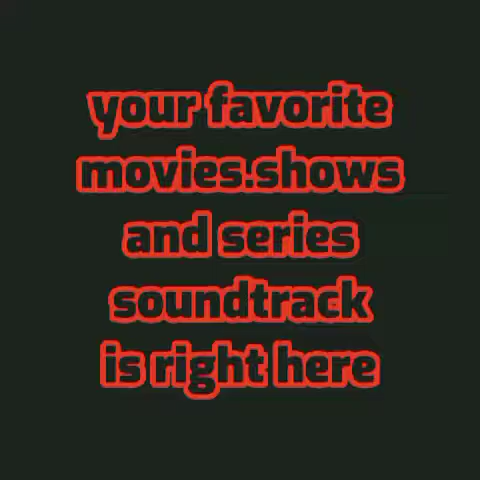 your favorite
movies.shows
and series
soundtrack
is right here